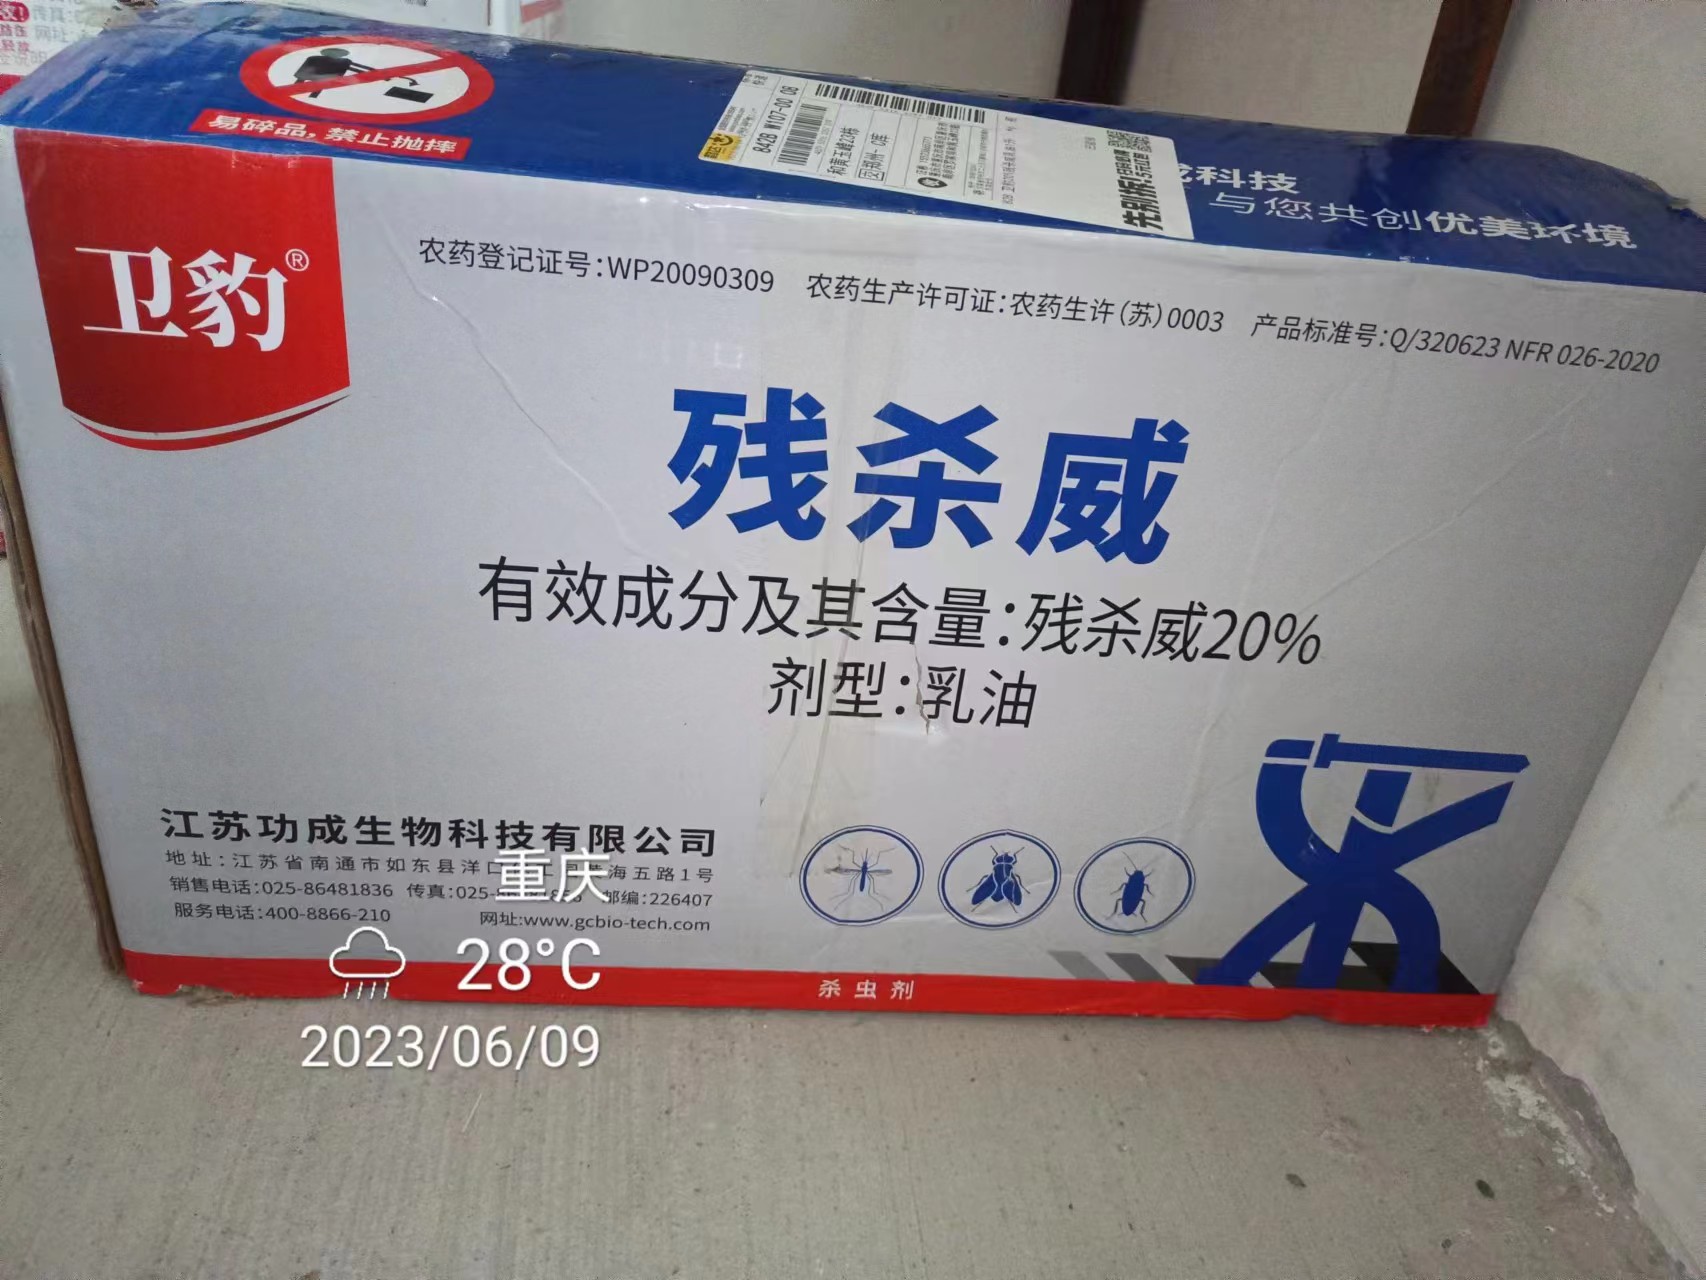 易碎品，禁止抛摔
8428 W107-00 08
科技
与您共创优美环境
卫豹®
农药登记证号：WP20090309 农药生产许可证：农药生许（苏）0003 产品标准号：Q/320623 NFR 026-2020
残杀威
有效成分及其含量：残杀威20%
剂型：乳油
江苏功成生物科技有限公司
地址：江苏省南通市如东县洋口 海五路1号
销售电话：025-86481836 传真：025- 邮编：226407
服务电话：400-8866-210 网址：www.gcbio-tech.com
杀虫剂
重庆
28°C
2023/06/09